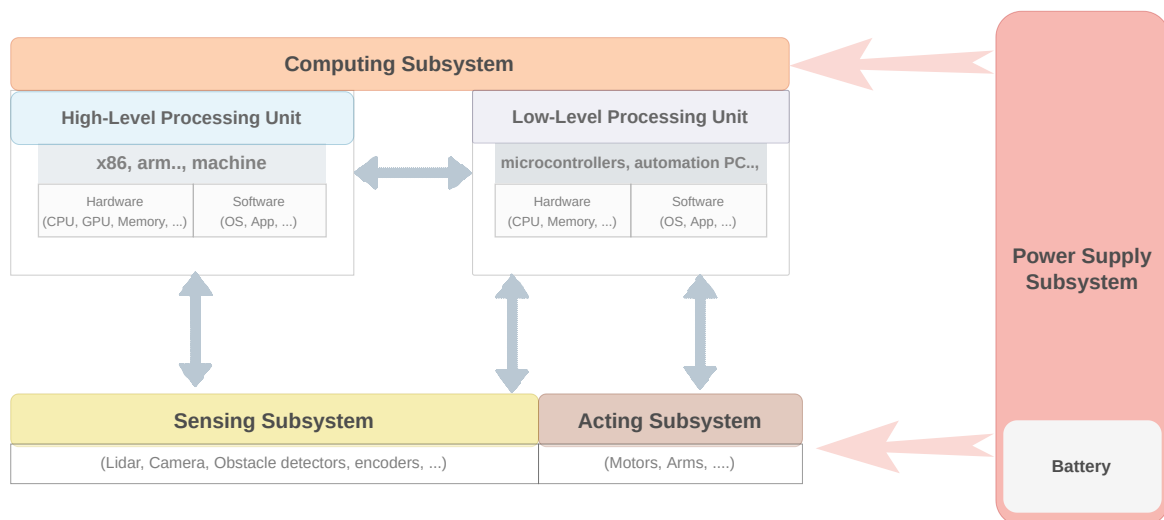 Computing Subsystem
High-Level Processing Unit
x86, arm.., machine
Hardware
(CPU, GPU, Memory, ...)
Software
(OS, App, ...)
Low-Level Processing Unit
microcontrollers, automation PC..,
Hardware
(CPU, Memory, ...)
Software
(OS, App, ...)
Sensing Subsystem
(Lidar, Camera, Obstacle detectors, encoders, ...)
Acting Subsystem
(Motors, Arms, ....)
Power Supply
Subsystem
Battery